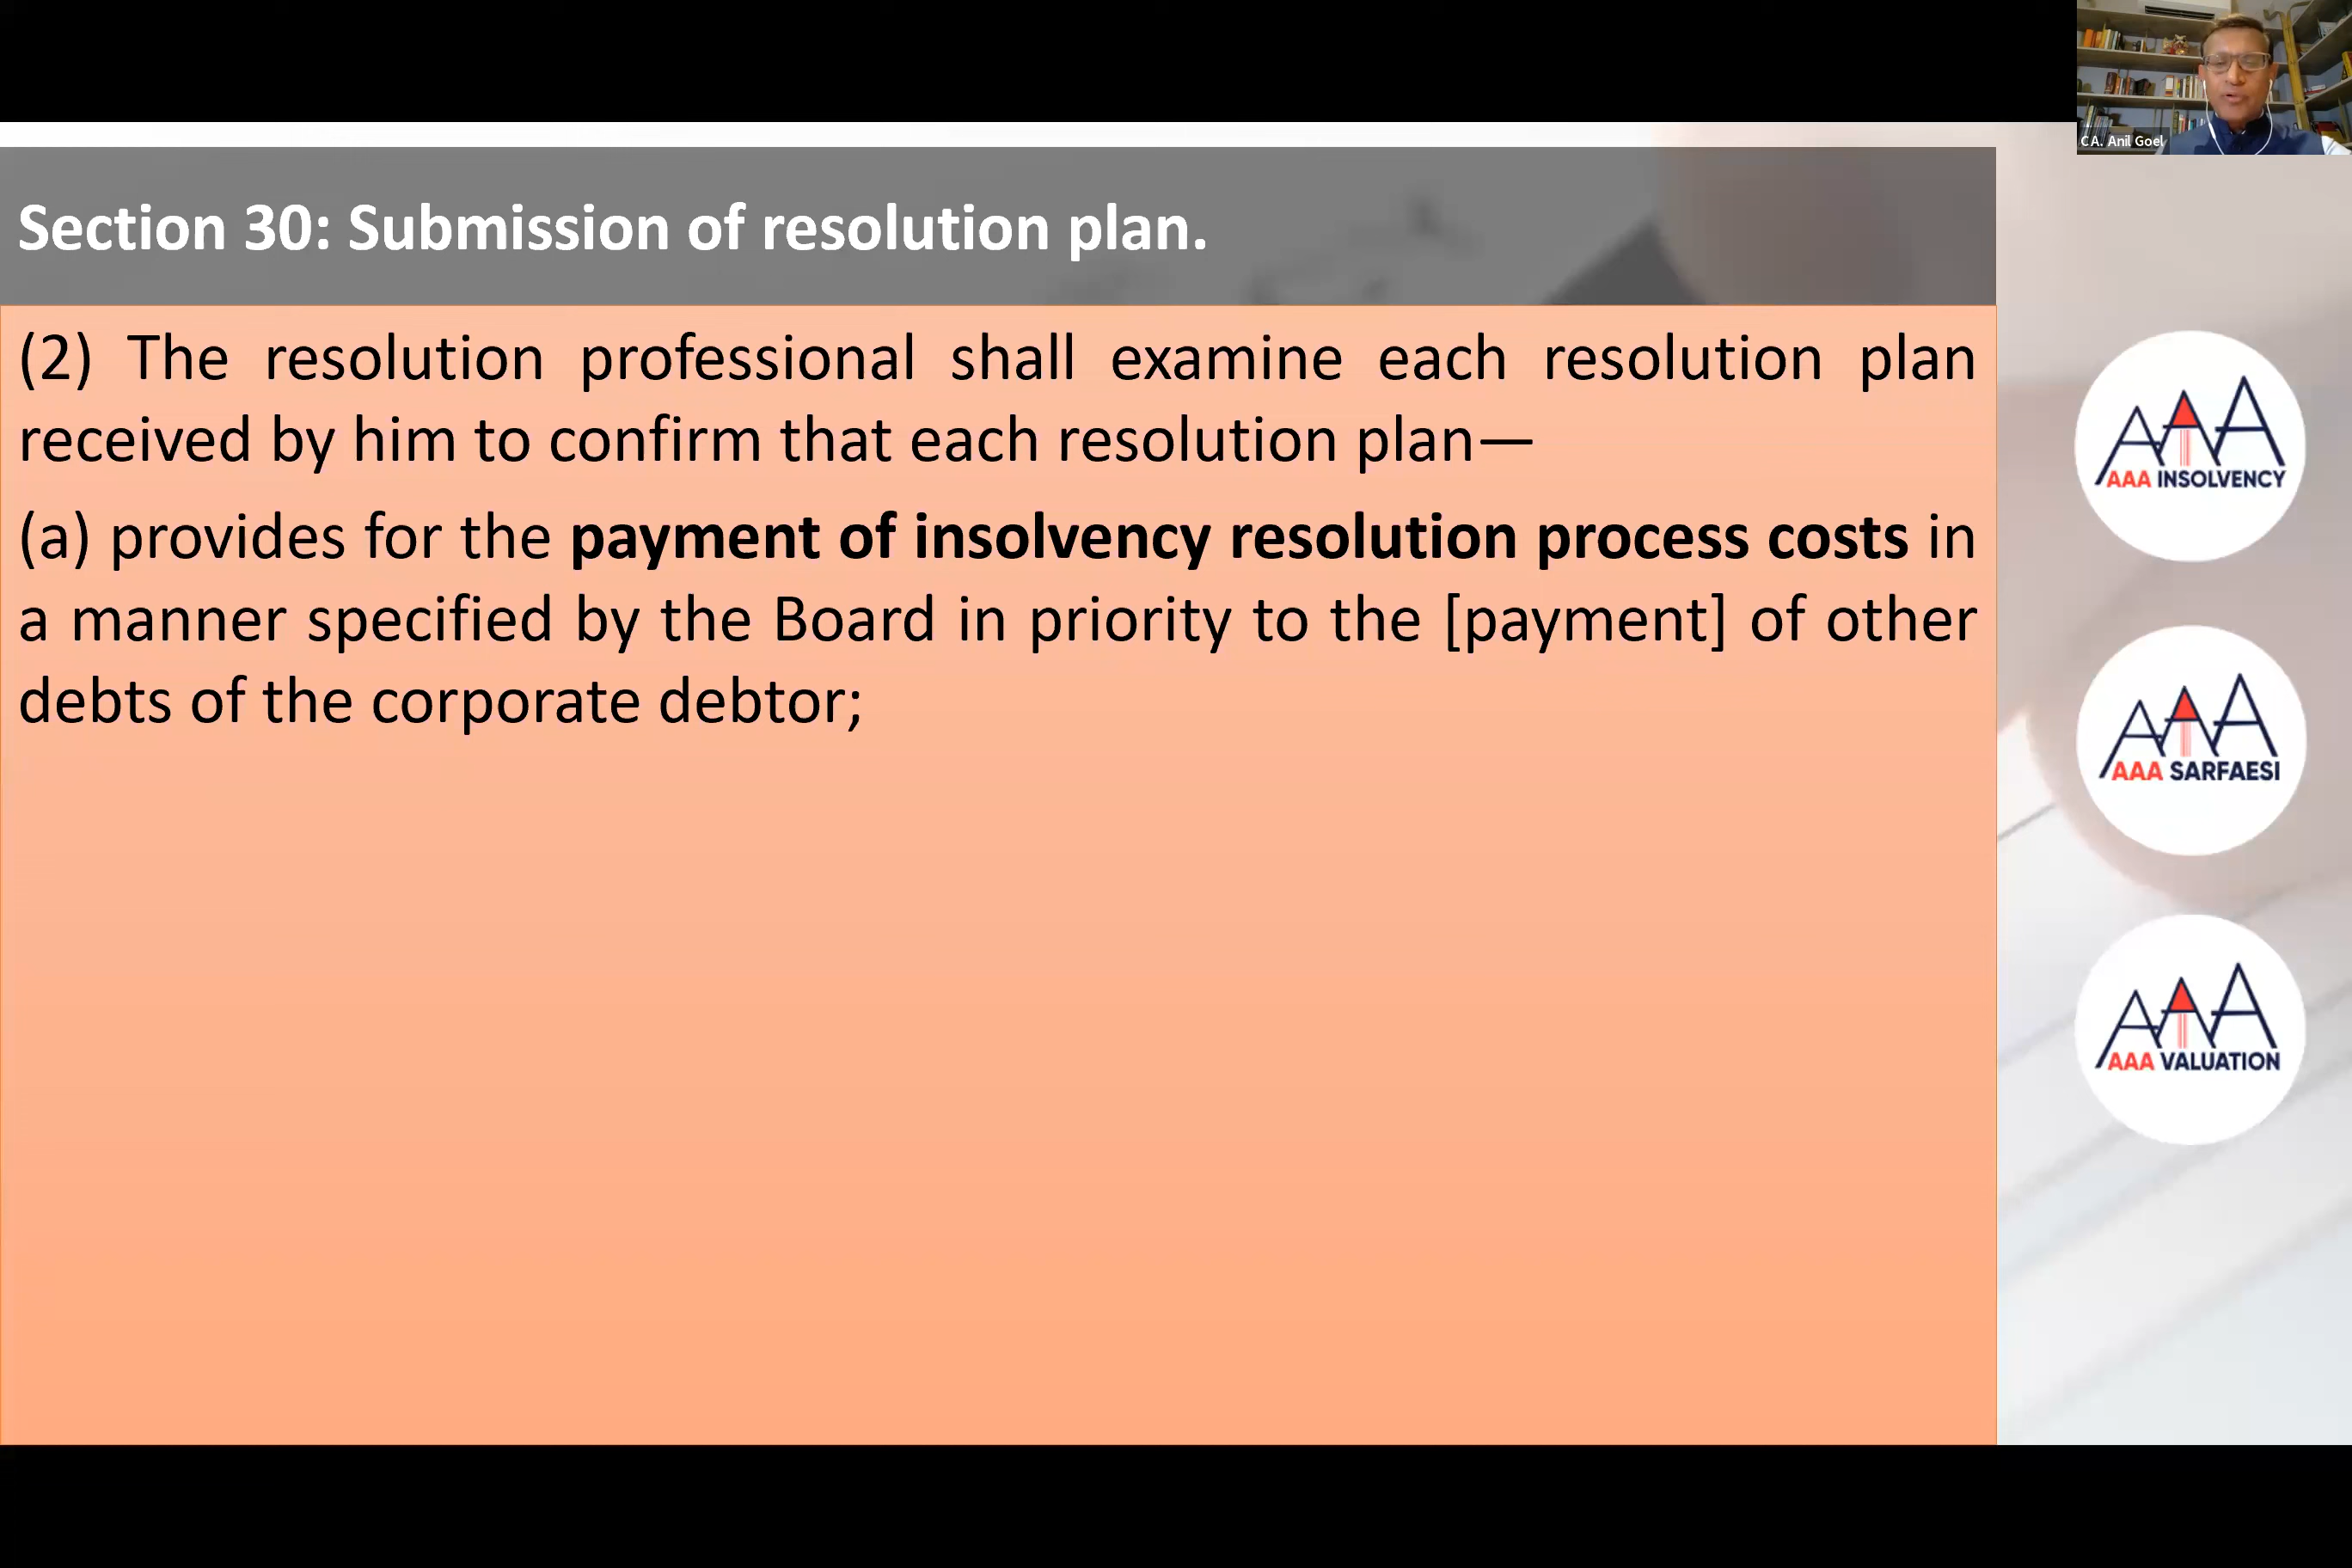 CA. Anil Goel
Section 30: Submission of resolution plan.
(2) The resolution professional shall examine each resolution plan
received by him to confirm that each resolution plan—
(a) provides for the payment of insolvency resolution process costs in
a manner specified by the Board in priority to the [payment] of other
debts of the corporate debtor;
AAA INSOLVENCY
AAA SARFAESI
AAA VALUATION